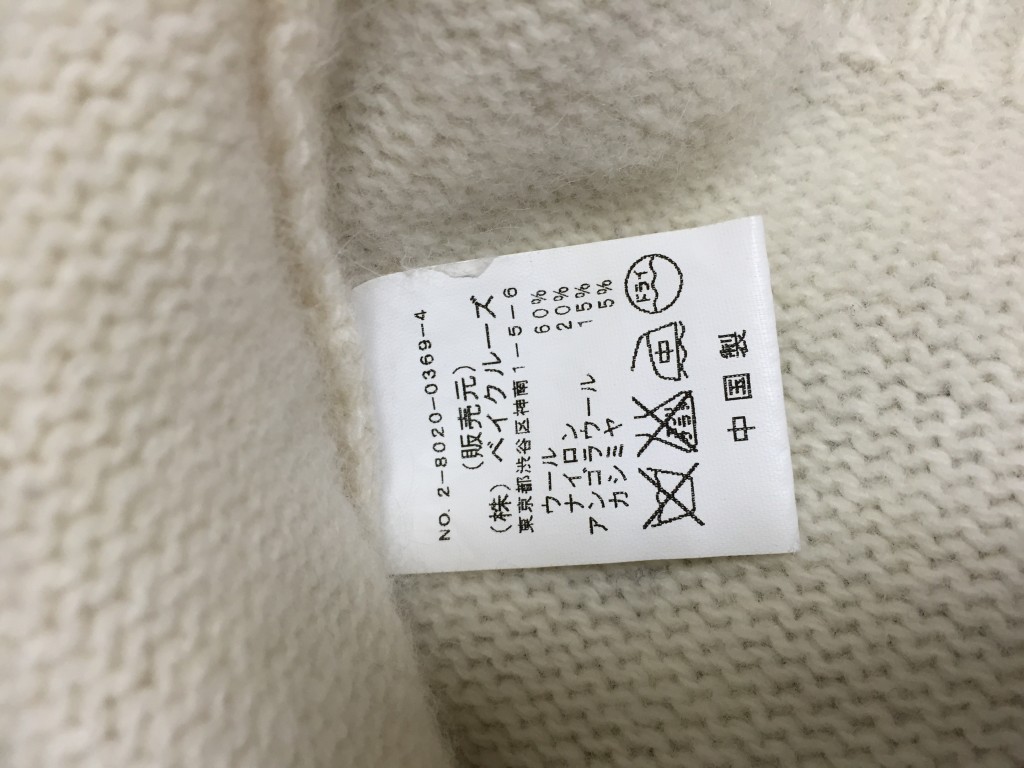 NO. 2-8020-0369-4
(販売元)
(株) ベイクルーズ
東京都渋谷区神南1-5-6
ウール 60%
ナイロン 20%
アンゴラウール 15%
カシミヤ 5%
中 ドライ
中国製